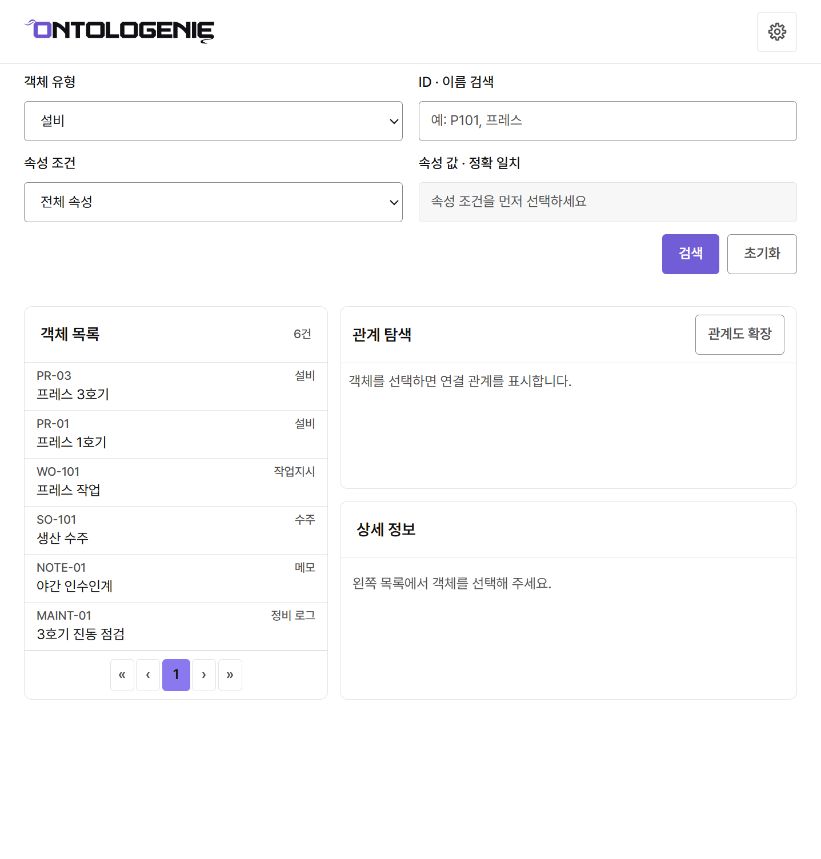 ONTOLOGENIE
객체 유형
설비
ID · 이름 검색
예: P101, 프레스
속성 조건
전체 속성
속성 값 · 정확 일치
속성 조건을 먼저 선택하세요
검색
초기화
객체 목록
6건
PR-03
설비
프레스 3호기
PR-01
설비
프레스 1호기
WO-101
작업지시
프레스 작업
SO-101
수주
생산 수주
NOTE-01
메모
야간 인수인계
MAINT-01
정비 로그
3호기 진동 점검
« ‹ 1 › »
관계 탐색
관계도 확장
객체를 선택하면 연결 관계를 표시합니다.
상세 정보
왼쪽 목록에서 객체를 선택해 주세요.